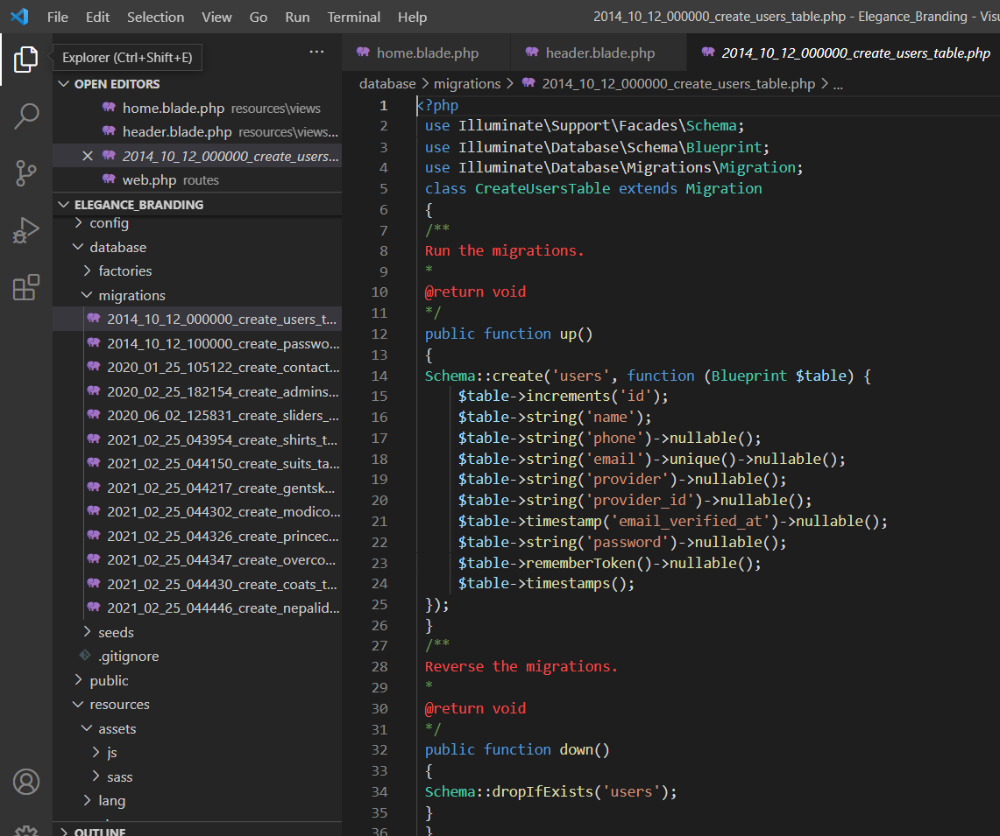 File Edit Selection View Go Run Terminal Help
2014_10_12_000000_create_users_table.php - Elegance_Branding - Visu
Explorer (Ctrl+Shift+E)
...
OPEN EDITORS
home.blade.php resources\views
header.blade.php resources\views...
2014_10_12_000000_create_users...
web.php routes
ELEGANCE_BRANDING
config
database
factories
migrations
2014_10_12_000000_create_users_t...
2014_10_12_100000_create_passwo...
2020_01_25_105122_create_contact...
2020_02_25_182154_create_admins...
2020_06_02_125831_create_sliders_...
2021_02_25_043954_create_shirts_t...
2021_02_25_044150_create_suits_ta...
2021_02_25_044217_create_gentsk...
2021_02_25_044302_create_modico...
2021_02_25_044326_create_princec...
2021_02_25_044347_create_overco...
2021_02_25_044430_create_coats_t...
2021_02_25_044446_create_nepalid...
seeds
.gitignore
public
resources
assets
js
sass
lang
OUTLINE
home.blade.php
header.blade.php
2014_10_12_000000_create_users_table.php
database > migrations > 2014_10_12_000000_create_users_table.php > ...
1 <?php
2 use Illuminate\Support\Facades\Schema;
3 use Illuminate\Database\Schema\Blueprint;
4 use Illuminate\Database\Migrations\Migration;
5 class CreateUsersTable extends Migration
6 {
7 /**
8 Run the migrations.
9 *
10 @return void
11 */
12 public function up()
13 {
14 Schema::create('users', function (Blueprint $table) {
15 $table->increments('id');
16 $table->string('name');
17 $table->string('phone')->nullable();
18 $table->string('email')->unique()->nullable();
19 $table->string('provider')->nullable();
20 $table->string('provider_id')->nullable();
21 $table->timestamp('email_verified_at')->nullable();
22 $table->string('password')->nullable();
23 $table->rememberToken()->nullable();
24 $table->timestamps();
25 });
26 }
27 /**
28 Reverse the migrations.
29 *
30 @return void
31 */
32 public function down()
33 {
34 Schema::dropIfExists('users');
35 }
36 }